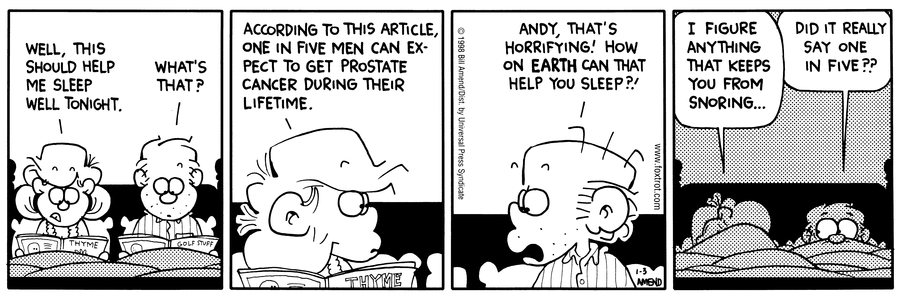 WELL, THIS
SHOULD HELP
ME SLEEP
WELL TONIGHT.
WHAT'S
THAT?
THYME
GOLF STUFF
ACCORDING TO THIS ARTICLE,
ONE IN FIVE MEN CAN EX-
PECT TO GET PROSTATE
CANCER DURING THEIR
LIFETIME.
THYME
© 1998 Bill Amend/Dist. by Universal Press Syndicate
ANDY, THAT'S
HORRIFYING! HOW
ON EARTH CAN THAT
HELP YOU SLEEP?!
www.foxtrot.com
1-3
AMEND
I FIGURE
ANYTHING
THAT KEEPS
YOU FROM
SNORING...
DID IT REALLY
SAY ONE
IN FIVE??